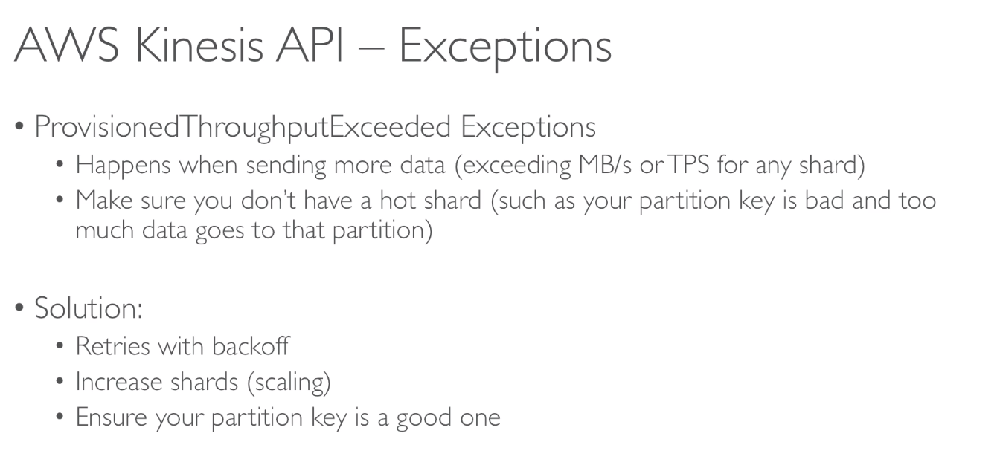 AWS Kinesis API – Exceptions
• ProvisionedThroughputExceeded Exceptions
• Happens when sending more data (exceeding MB/s or TPS for any shard)
• Make sure you don't have a hot shard (such as your partition key is bad and too
much data goes to that partition)
• Solution:
• Retries with backoff
• Increase shards (scaling)
• Ensure your partition key is a good one